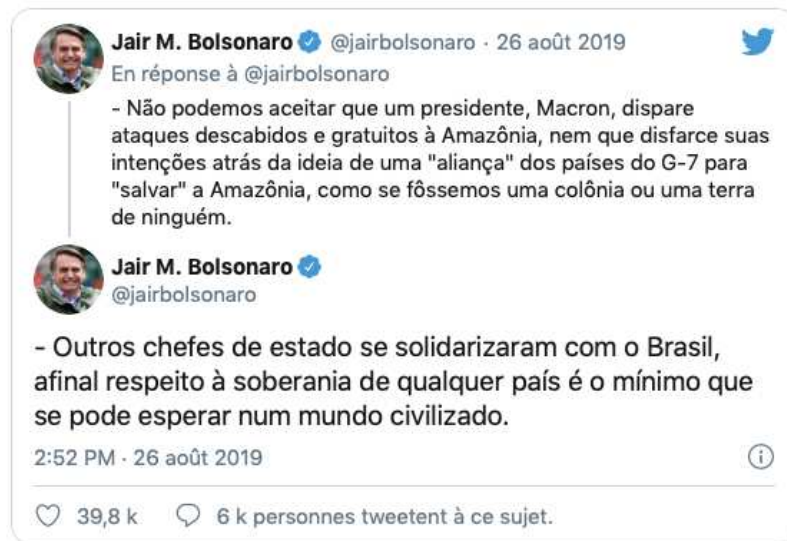 Jair M. Bolsonaro @jairbolsonaro · 26 août 2019
En réponse à @jairbolsonaro
- Não podemos aceitar que um presidente, Macron, dispare
ataques descabidos e gratuitos à Amazônia, nem que disfarce suas
intenções atrás da ideia de uma "aliança" dos países do G-7 para
"salvar" a Amazônia, como se fôssemos uma colônia ou uma terra
de ninguém.
Jair M. Bolsonaro
@jairbolsonaro
- Outros chefes de estado se solidarizaram com o Brasil,
afinal respeito à soberania de qualquer país é o mínimo que
se pode esperar num mundo civilizado.
2:52 PM · 26 août 2019
39,8 k 6 k personnes tweetent à ce sujet.